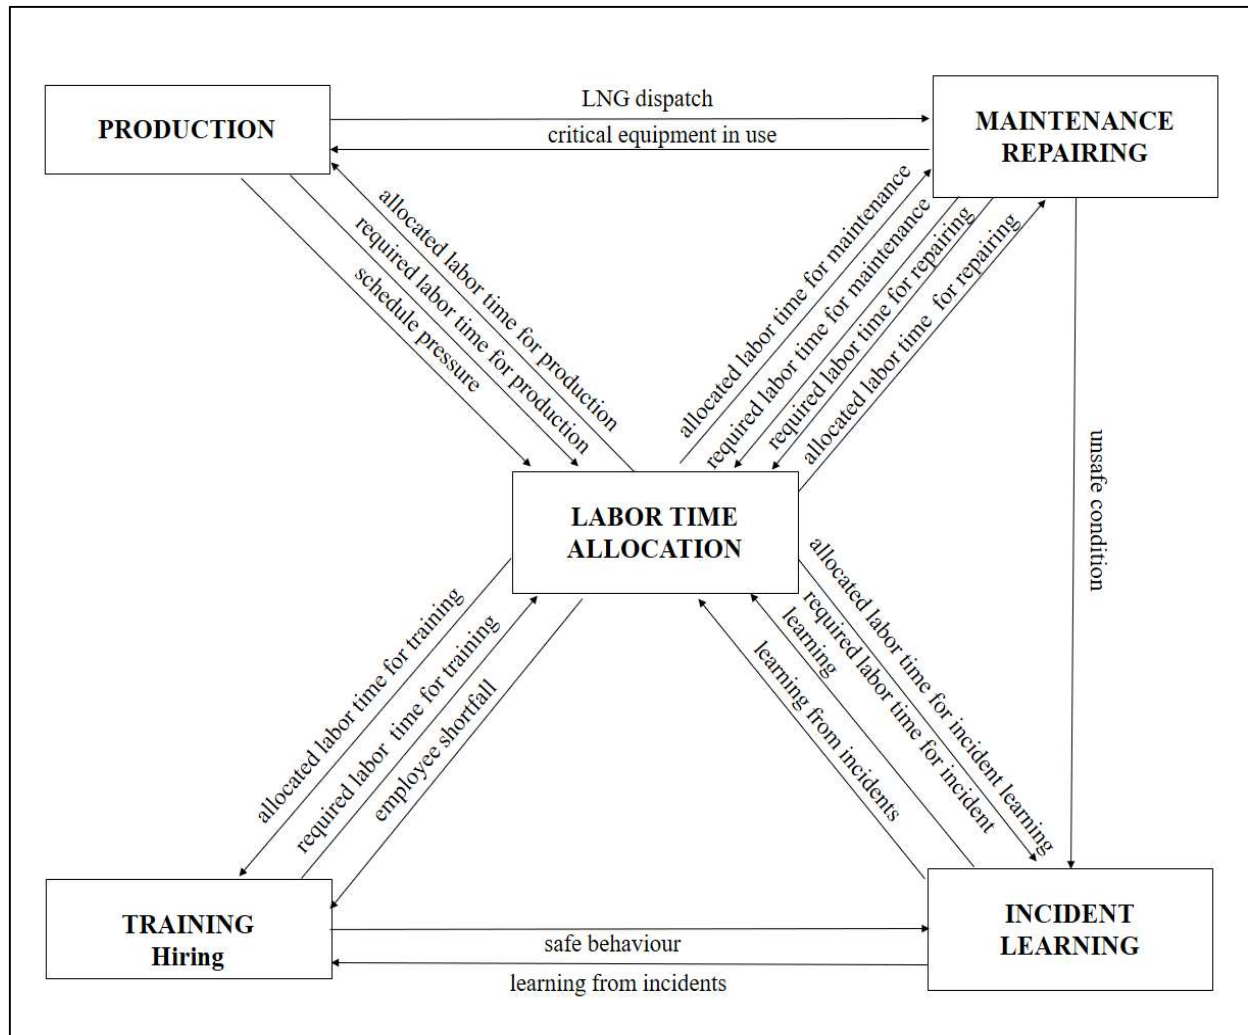 LNG dispatch
PRODUCTION
critical equipment in use
MAINTENANCE
REPAIRING
allocated labor time for production
required labor time for production
schedule pressure
allocated labor time for maintenance
required labor time for maintenance
required labor time for repairing
allocated labor time for repairing
unsafe condition
LABOR TIME
ALLOCATION
allocated labor time for training
required labor time for training
employee shortfall
allocated labor time for incident learning
required labor time for incident
learning
learning from incidents
TRAINING
Hiring
safe behaviour
learning from incidents
INCIDENT
LEARNING